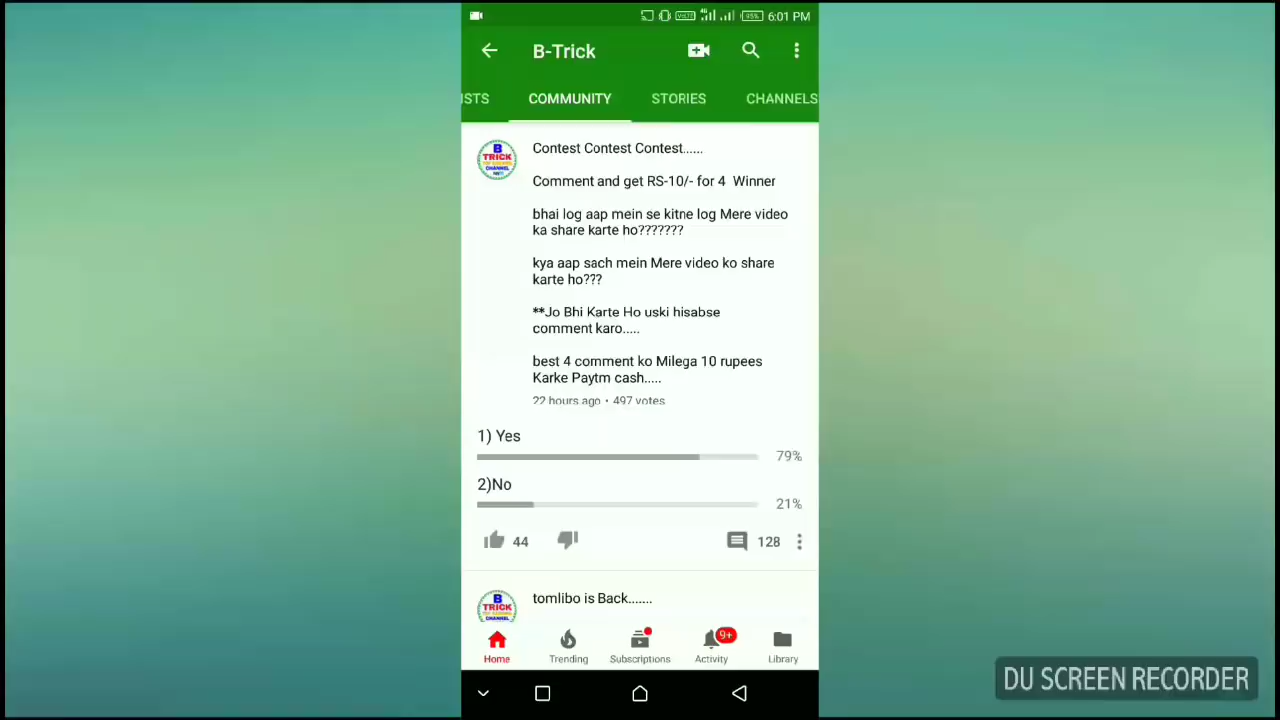 6:01 PM
B-Trick
ISTS COMMUNITY STORIES CHANNELS
B
TRICK
CHANNEL
Contest Contest Contest......
Comment and get RS-10/- for 4 Winner
bhai log aap mein se kitne log Mere video
ka share karte ho???????
kya aap sach mein Mere video ko share
karte ho???
**Jo Bhi Karte Ho uski hisabse
comment karo.....
best 4 comment ko Milega 10 rupees
Karke Paytm cash.....
22 hours ago • 497 votes
1) Yes
79%
2)No
21%
44 128
B
TRICK
CHANNEL
tomlibo is Back.......
9+
Home Trending Subscriptions Activity Library
DU SCREEN RECORDER